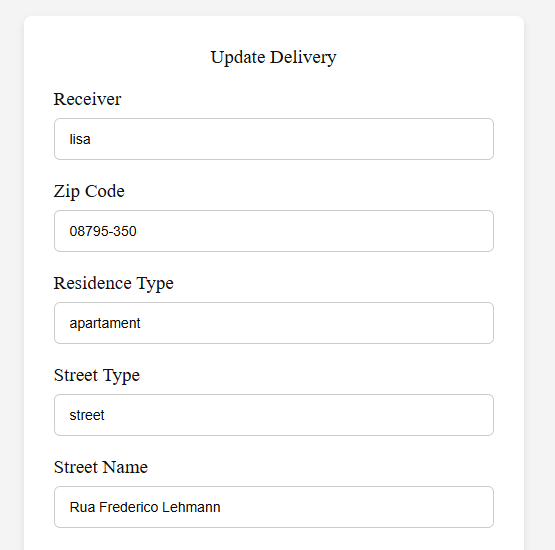 Update Delivery
Receiver
lisa
Zip Code
08795-350
Residence Type
apartament
Street Type
street
Street Name
Rua Frederico Lehmann